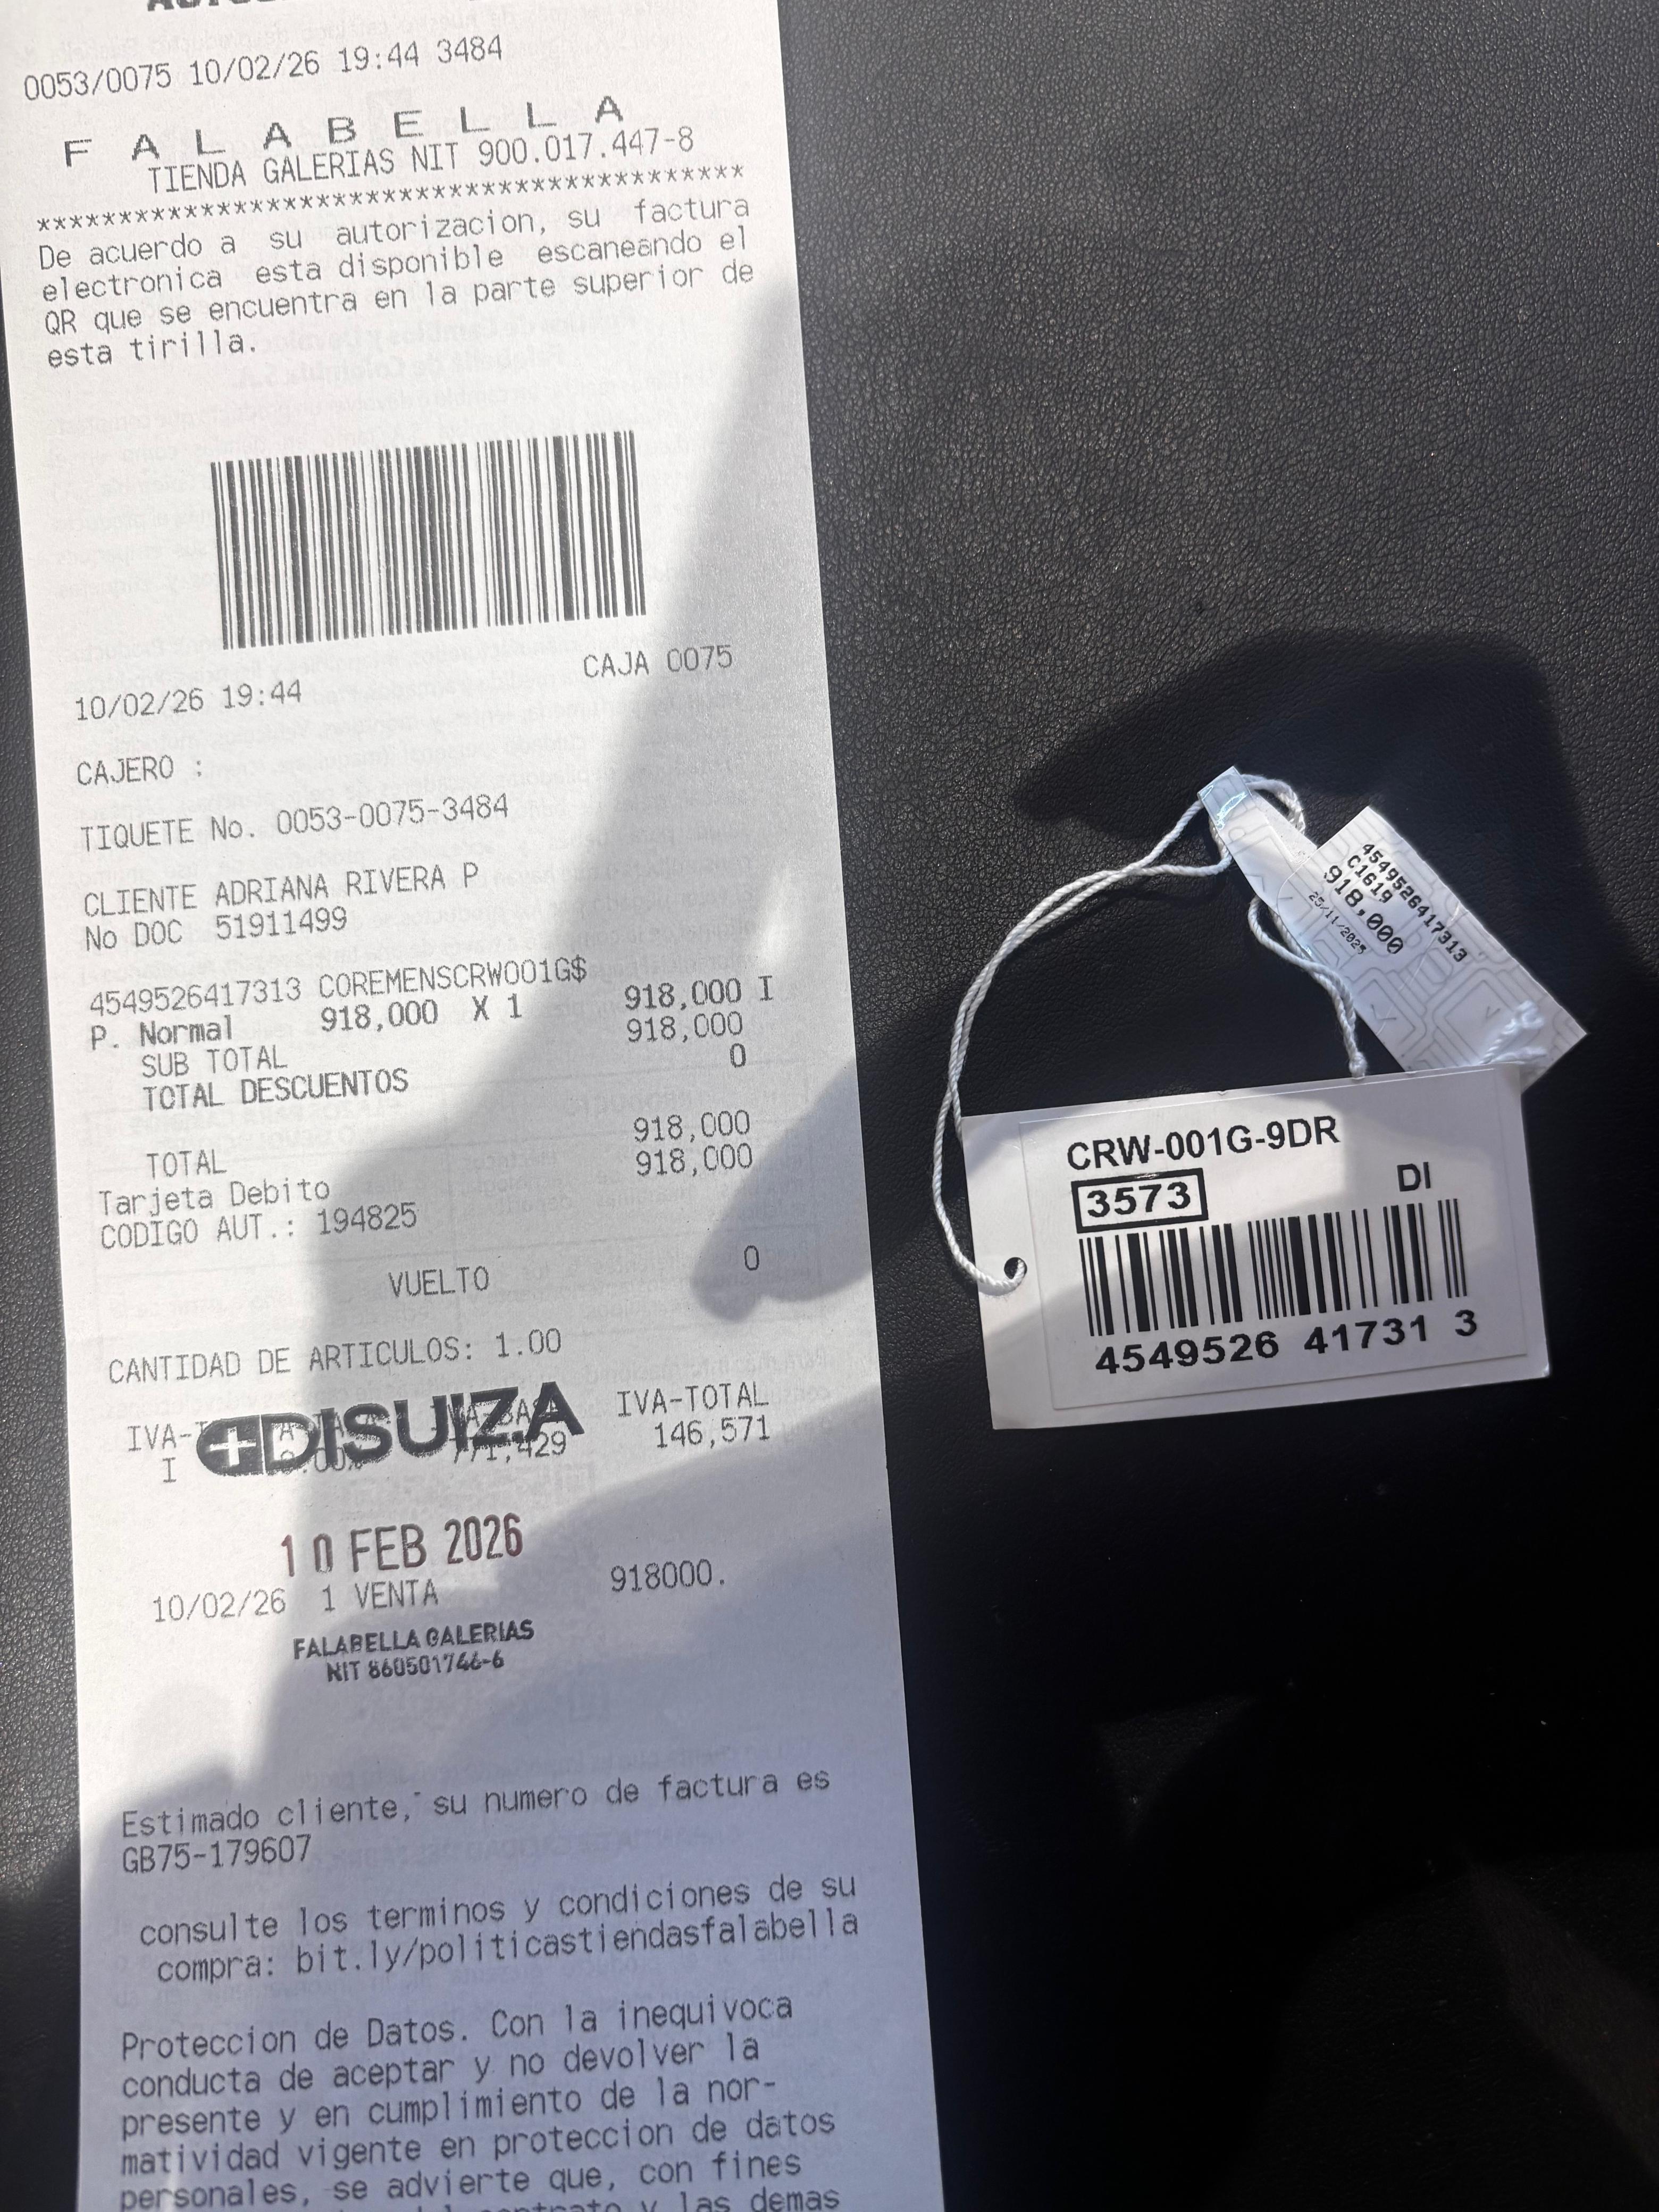 0053/0075 10/02/26 19:44 3484
F A L A B E L L A
TIENDA GALERIAS NIT 900.017.447-8
*******************************************
De acuerdo a su autorizacion, su factura
electronica esta disponible escaneando el
QR que se encuentra en la parte superior de
esta tirilla.
CAJA 0075
10/02/26 19:44
CAJERO :
TIQUETE No. 0053-0075-3484
CLIENTE ADRIANA RIVERA P
No DOC 51911499
4549526417313 COREMENSCRW001G$
P. Normal 918,000 X 1 918,000 I
SUB TOTAL 918,000
TOTAL DESCUENTOS 0
TOTAL 918,000
Tarjeta Debito 918,000
CODIGO AUT.: 194825
VUELTO 0
CANTIDAD DE ARTICULOS: 1.00
IVA-TOTAL
I 146,571
DISUIZ.A
10 FEB 2026
10/02/26 1 VENTA 918000.
FALABELLA GALERIAS
NIT 860501746-6
Estimado cliente, su numero de factura es
GB75-179607
consulte los terminos y condiciones de su
compra: bit.ly/politicastiendasfalabella
Proteccion de Datos. Con la inequivoca
conducta de aceptar y no devolver la
presente y en cumplimiento de la nor-
matividad vigente en proteccion de datos
personales, se advierte que, con fines
y las demas
4549526417313
C1619
918,000
25/11/2025
CRW-001G-9DR
3573 DI
4549526 41731 3